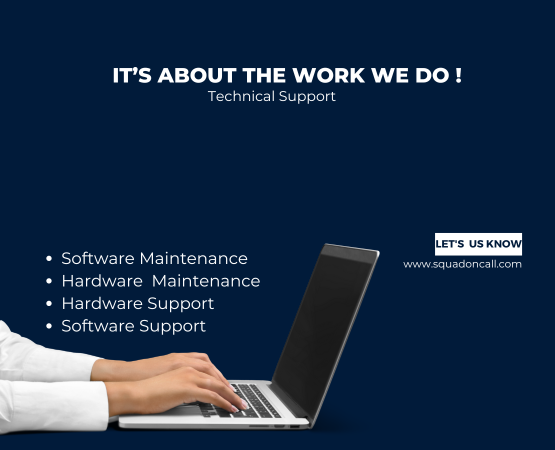 IT’S ABOUT THE WORK WE DO !
Technical Support
• Software Maintenance
• Hardware  Maintenance
• Hardware Support
• Software Support
LET'S  US KNOW
www.squadoncall.com